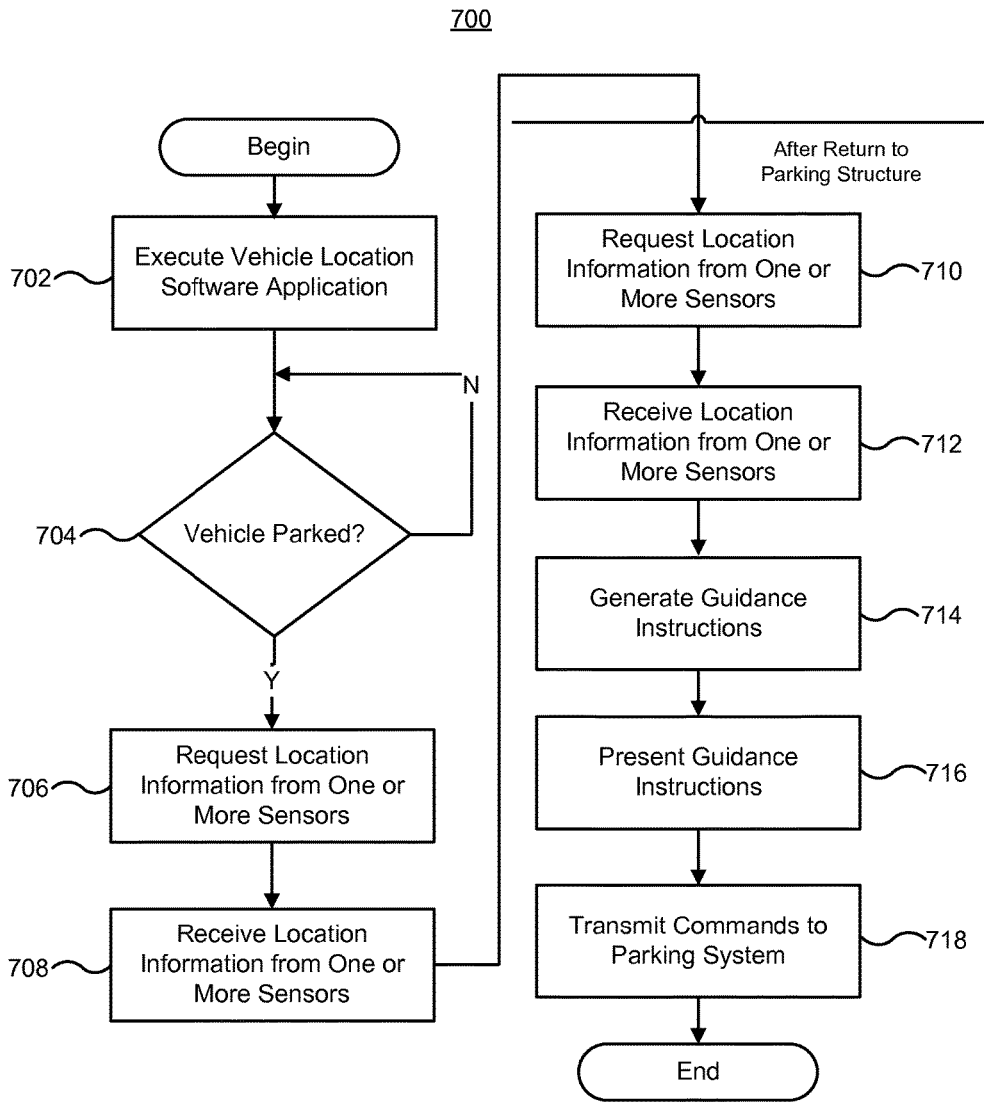 700
Begin
702
Execute Vehicle Location
Software Application
N
704
Vehicle Parked?
Y
706
Request Location
Information from One or
More Sensors
708
Receive Location
Information from One or
More Sensors
After Return to
Parking Structure
Request Location
Information from One or
More Sensors
710
Receive Location
Information from One or
More Sensors
712
Generate Guidance
Instructions
714
Present Guidance
Instructions
716
Transmit Commands to
Parking System
718
End